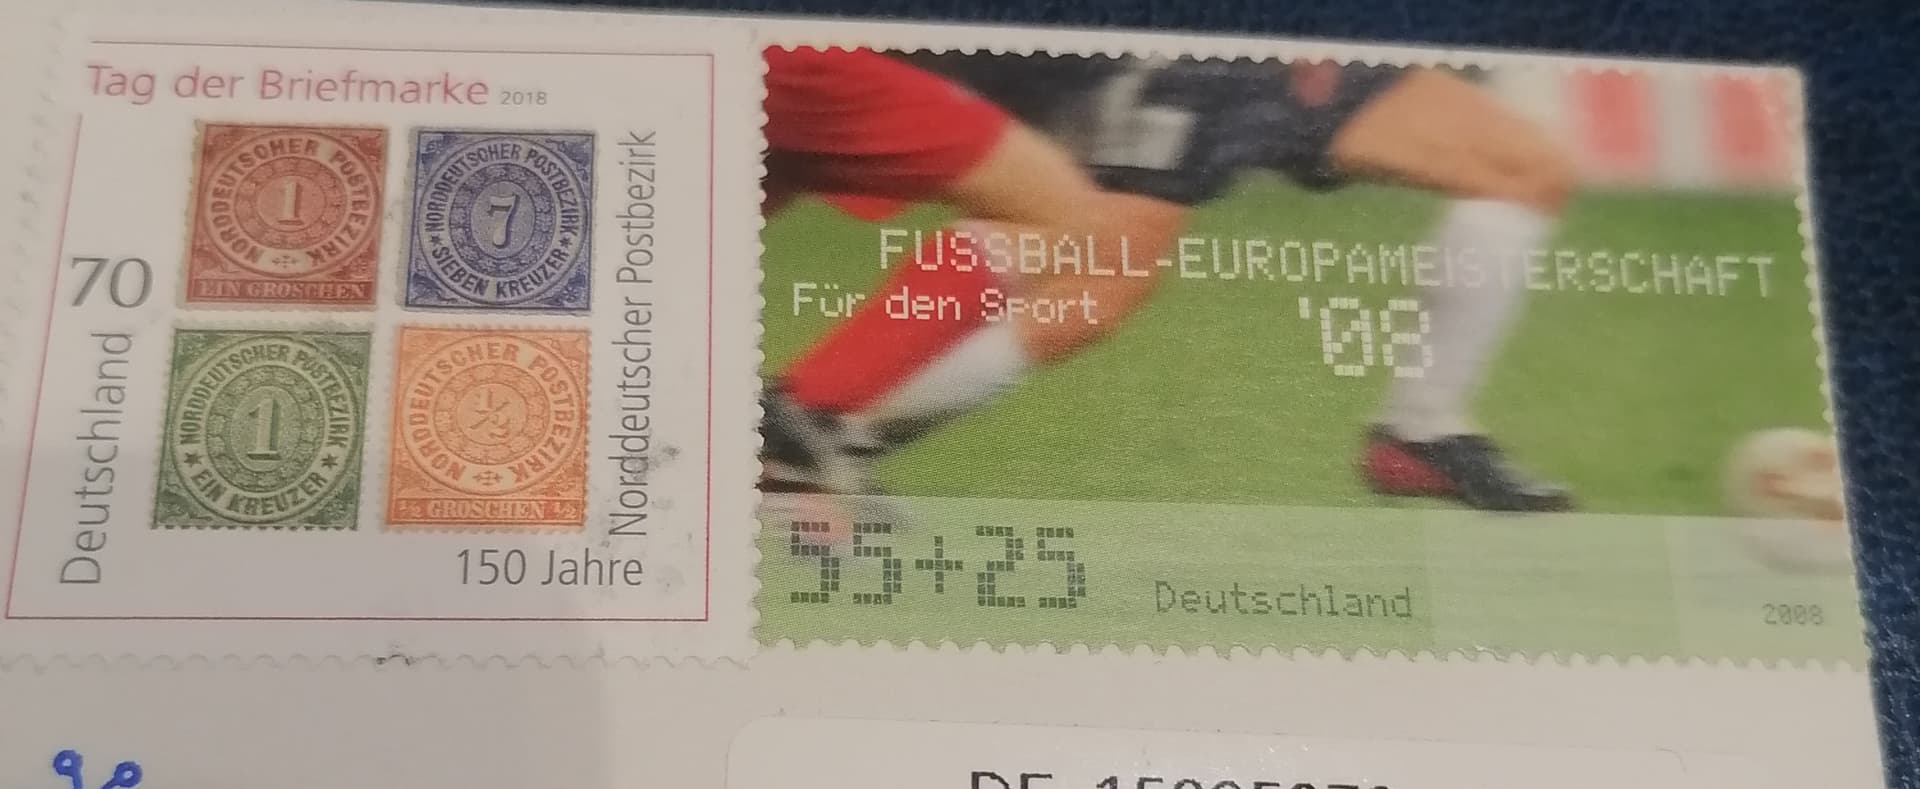 Tag der Briefmarke 2018
NORDDEUTSCHER POSTBEZIRK
1
EIN GROSCHEN
NORDDEUTSCHER POSTBEZIRK
7
SIEBEN KREUZER
NORDDEUTSCHER POSTBEZIRK
1
EIN KREUZER
NORDDEUTSCHER POSTBEZIRK
1/2
1/2 GROSCHEN 1/2
70
Deutschland
Norddeutscher Postbezirk
150 Jahre
FUSSBALL-EUROPAMEISTERSCHAFT
Für den Sport
'08
55+25
Deutschland
2008